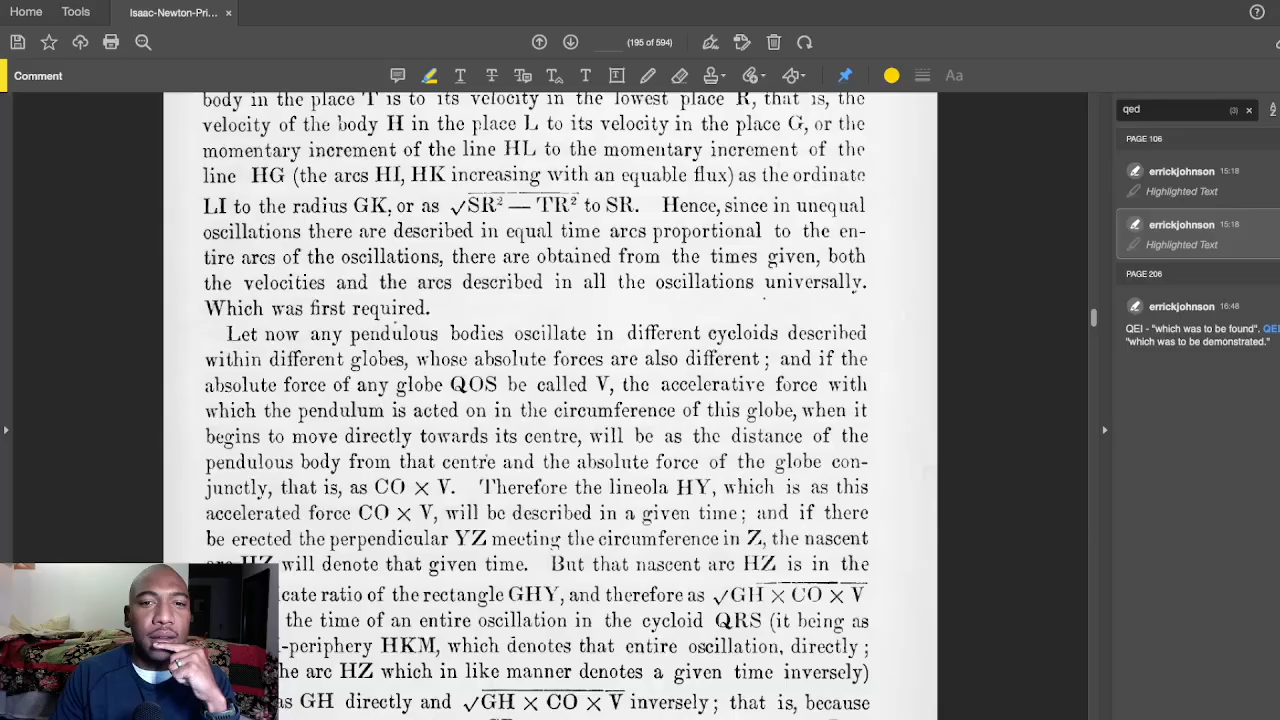 Home
Tools
Isaac-Newton-Pri...
(195 of 594)
Comment
Aa
body in the place T is to its velocity in the lowest place R, that is, the
velocity of the body H in the place L to its velocity in the place G, or the
momentary increment of the line HL to the momentary increment of the
line HG (the arcs HI, HK increasing with an equable flux) as the ordinate
LI to the radius GK, or as √SR² — TR² to SR. Hence, since in unequal
oscillations there are described in equal time arcs proportional to the en-
tire arcs of the oscillations, there are obtained from the times given, both
the velocities and the arcs described in all the oscillations universally.
Which was first required.
Let now any pendulous bodies oscillate in different cycloids described
within different globes, whose absolute forces are also different ; and if the
absolute force of any globe QOS be called V, the accelerative force with
which the pendulum is acted on in the circumference of this globe, when it
begins to move directly towards its centre, will be as the distance of the
pendulous body from that centre and the absolute force of the globe con-
junctly, that is, as CO × V. Therefore the lineola HY, which is as this
accelerated force CO × V, will be described in a given time ; and if there
be erected the perpendicular YZ meeting the circumference in Z, the nascent
arc HZ will denote that given time. But that nascent arc HZ is in the
icate ratio of the rectangle GHY, and therefore as √GH × CO × V
the time of an entire oscillation in the cycloid QRS (it being as
-periphery HKM, which denotes that entire oscillation, directly ;
he arc HZ which in like manner denotes a given time inversely)
as GH directly and √GH × CO × V inversely ; that is, because
qed
(3)
PAGE 106
errickjohnson 15:18
Highlighted Text
errickjohnson 15:18
Highlighted Text
PAGE 206
errickjohnson 16:48
QEI - "which was to be found". QE
"which was to be demonstrated."